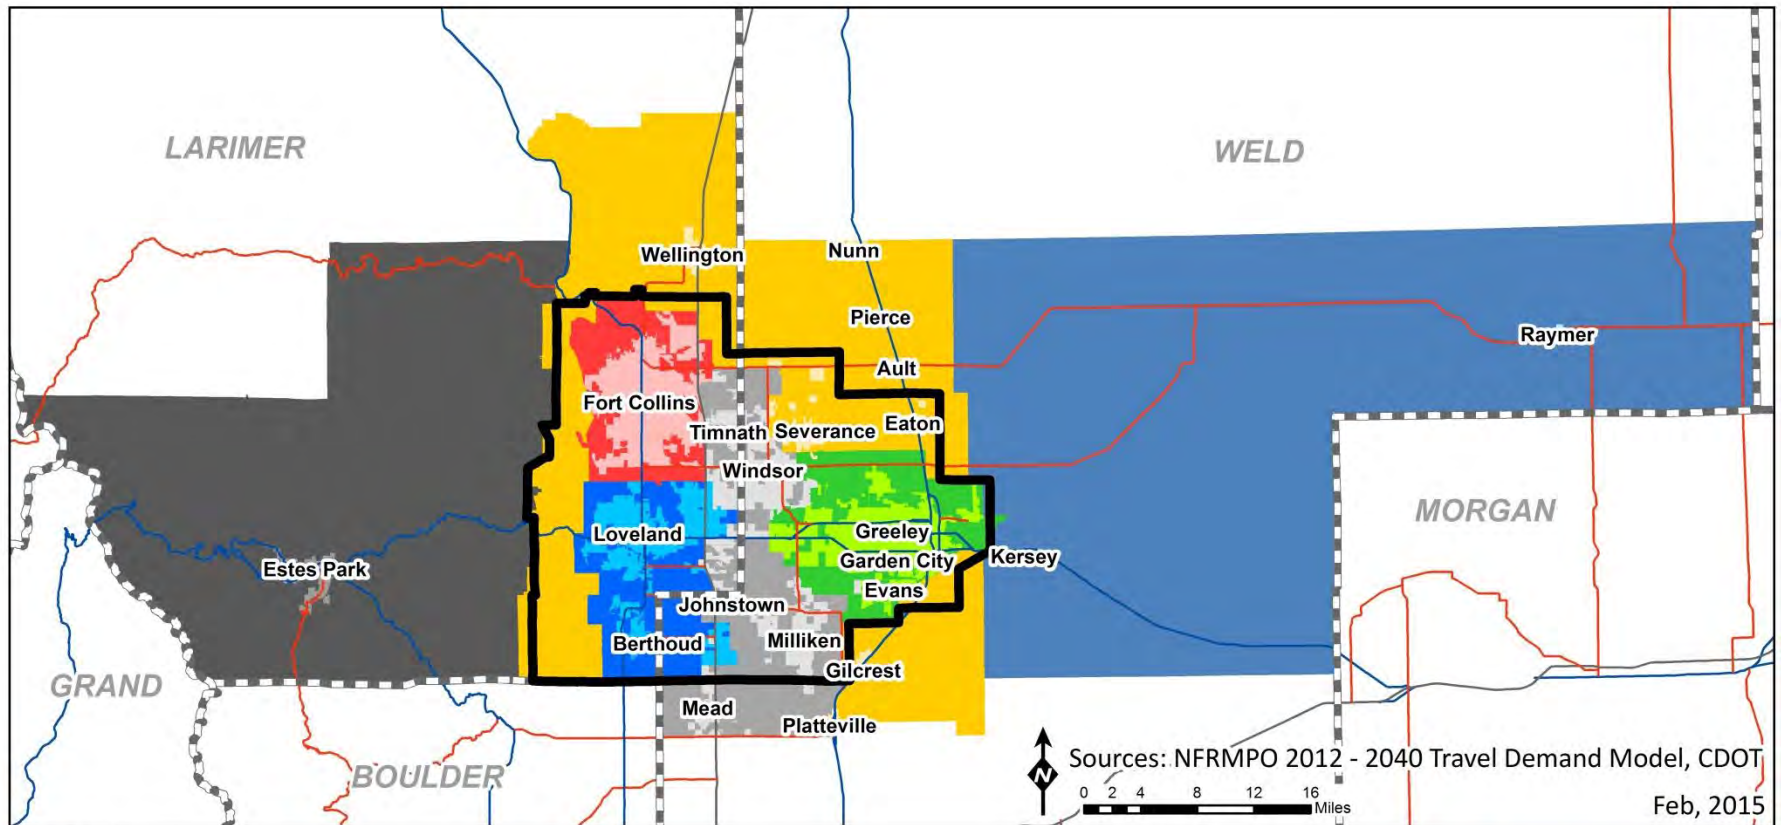 LARIMER
WELD
Wellington
Nunn
Pierce
Raymer
Ault
Fort Collins
Timnath
Severance
Eaton
Windsor
MORGAN
Loveland
Greeley
Garden City
Kersey
Estes Park
Evans
Johnstown
Berthoud
Milliken
Gilcrest
GRAND
Mead
Platteville
BOULDER
N
Sources: NFRMPO 2012 - 2040 Travel Demand Model, CDOT
0 2 4 8 12 16
Miles
Feb, 2015